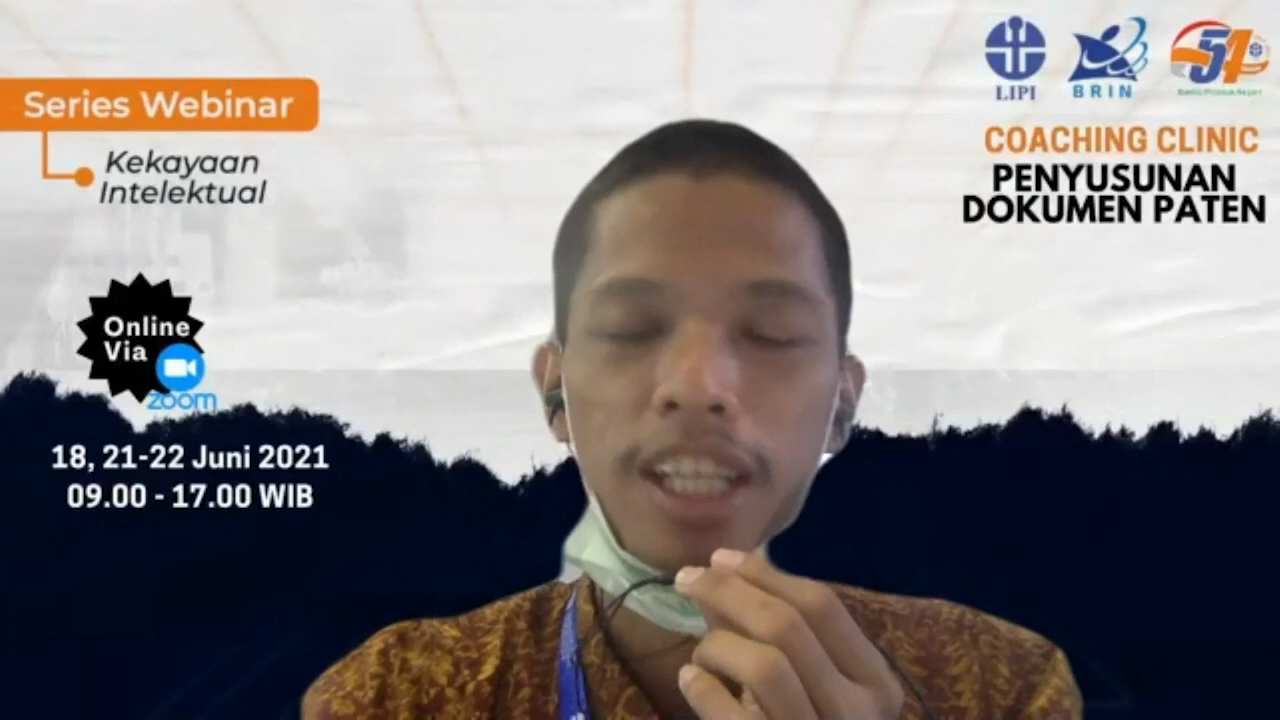 Series Webinar
Kekayaan
Intelektual
Online
Via
zoom
18, 21-22 Juni 2021
09.00 - 17.00 WIB
LIPI
BRIN
54
COACHING CLINIC
PENYUSUNAN
DOKUMEN PATEN